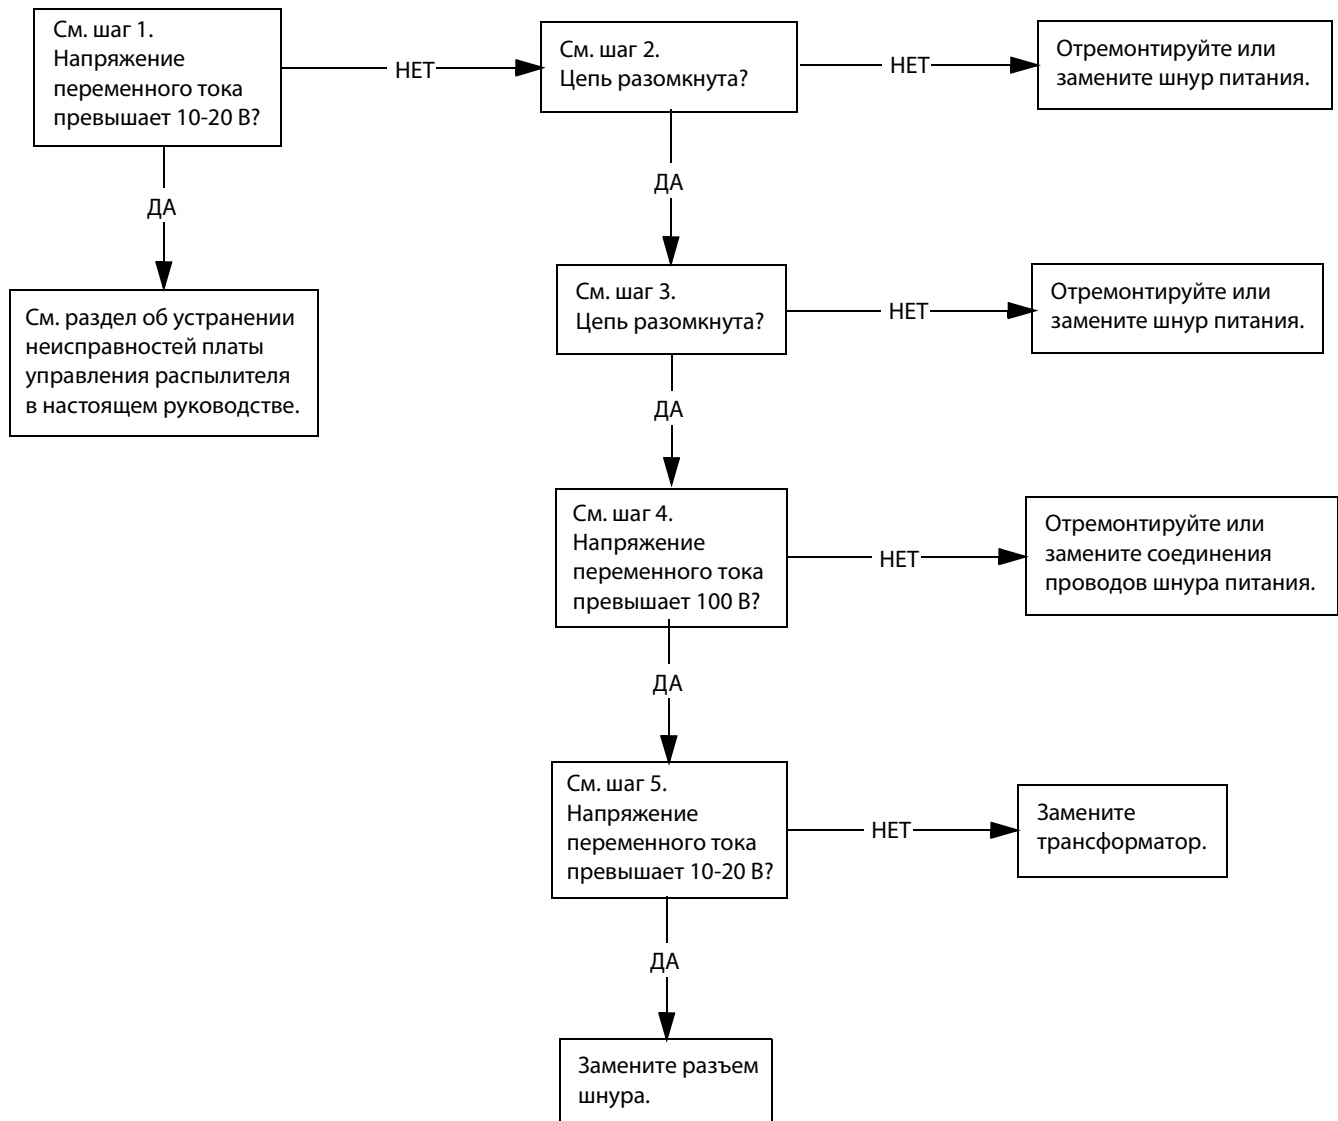 См. шаг 1.
Напряжение
переменного тока
превышает 10-20 В?
НЕТ
См. шаг 2.
Цепь разомкнута?
НЕТ
Отремонтируйте или
замените шнур питания.
ДА
ДА
См. раздел об устранении
неисправностей платы
управления распылителя
в настоящем руководстве.
См. шаг 3.
Цепь разомкнута?
НЕТ
Отремонтируйте или
замените шнур питания.
ДА
См. шаг 4.
Напряжение
переменного тока
превышает 100 В?
НЕТ
Отремонтируйте или
замените соединения
проводов шнура питания.
ДА
См. шаг 5.
Напряжение
переменного тока
превышает 10-20 В?
НЕТ
Замените
трансформатор.
ДА
Замените разъем
шнура.